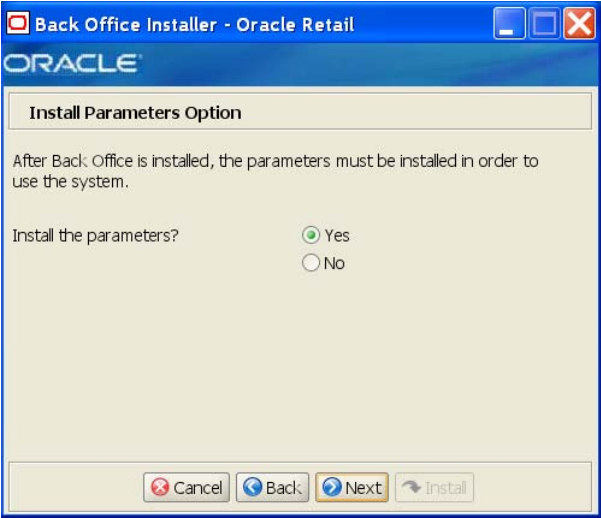 Back Office Installer - Oracle Retail
ORACLE
Install Parameters Option
After Back Office is installed, the parameters must be installed in order to
use the system.
Install the parameters?
Yes
No
Cancel
Back
Next
Install